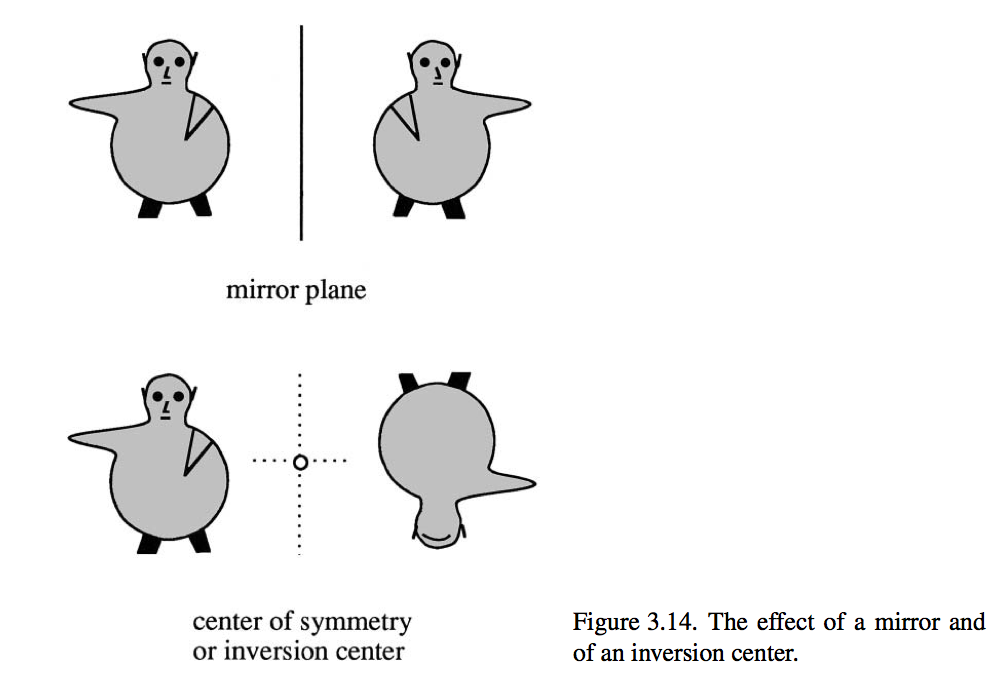 mirror plane
center of symmetry
or inversion center
Figure 3.14. The effect of a mirror and
of an inversion center.